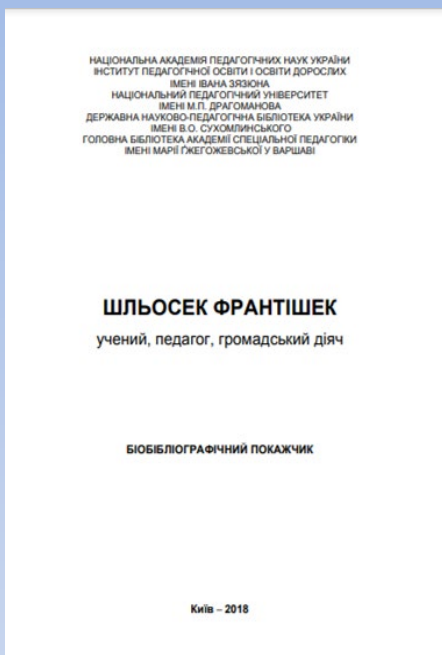 НАЦІОНАЛЬНА АКАДЕМІЯ ПЕДАГОГІЧНИХ НАУК УКРАЇНИ
ІНСТИТУТ ПЕДАГОГІЧНОЇ ОСВІТИ І ОСВІТИ ДОРОСЛИХ
ІМЕНІ ІВАНА ЗЯЗЮНА
НАЦІОНАЛЬНИЙ ПЕДАГОГІЧНИЙ УНІВЕРСИТЕТ
ІМЕНІ М.П. ДРАГОМАНОВА
ДЕРЖАВНА НАУКОВО-ПЕДАГОГІЧНА БІБЛІОТЕКА УКРАЇНИ
ІМЕНІ В.О. СУХОМЛИНСЬКОГО
ГОЛОВНА БІБЛІОТЕКА АКАДЕМІЇ СПЕЦІАЛЬНОЇ ПЕДАГОГІКИ
ІМЕНІ МАРІЇ ҐЖЕГОЖЕВСЬКОЇ У ВАРШАВІ
ШЛЬОСЕК ФРАНТІШЕК
учений, педагог, громадський діяч
БІОБІБЛІОГРАФІЧНИЙ ПОКАЖЧИК
Київ – 2018